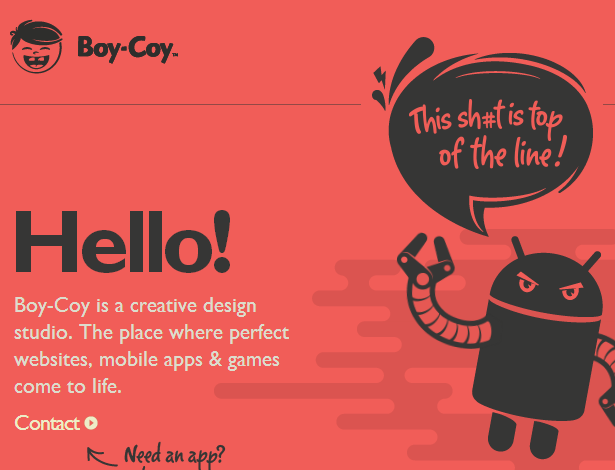 Boy-Coy™
This sh#t is top
of the line!
Hello!
Boy-Coy is a creative design
studio. The place where perfect
websites, mobile apps & games
come to life.
Contact
Need an app?